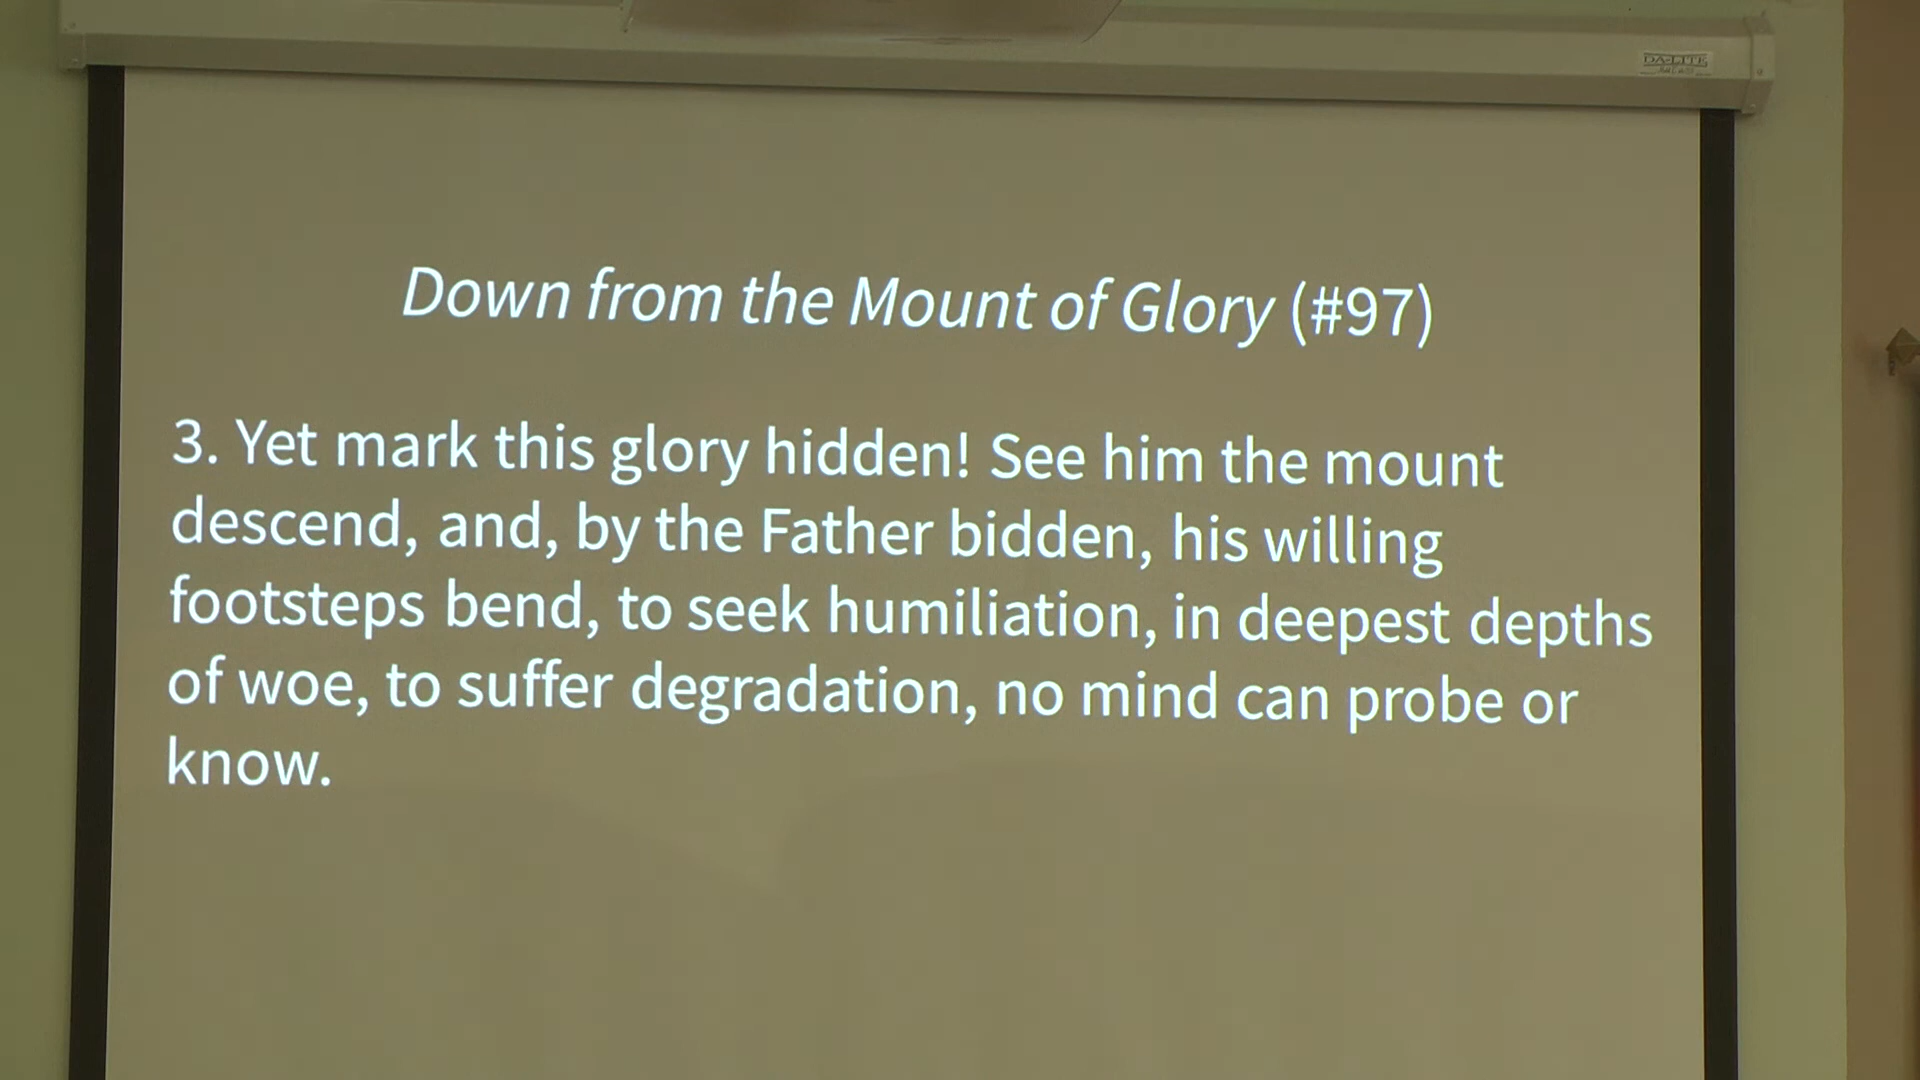 DA-LITE
Down from the Mount of Glory (#97)
3. Yet mark this glory hidden! See him the mount
descend, and, by the Father bidden, his willing
footsteps bend, to seek humiliation, in deepest depths
of woe, to suffer degradation, no mind can probe or
know.